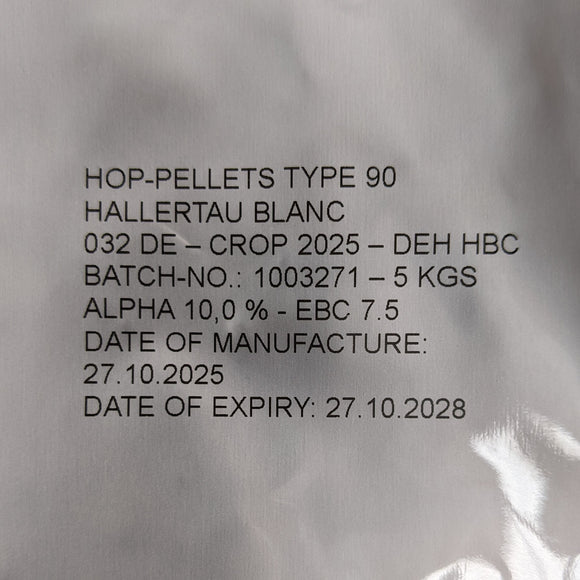 HOP-PELLETS TYPE 90
HALLERTAU BLANC
032 DE – CROP 2025 – DEH HBC
BATCH-NO.: 1003271 – 5 KGS
ALPHA 10,0 % - EBC 7.5
DATE OF MANUFACTURE:
27.10.2025
DATE OF EXPIRY: 27.10.2028